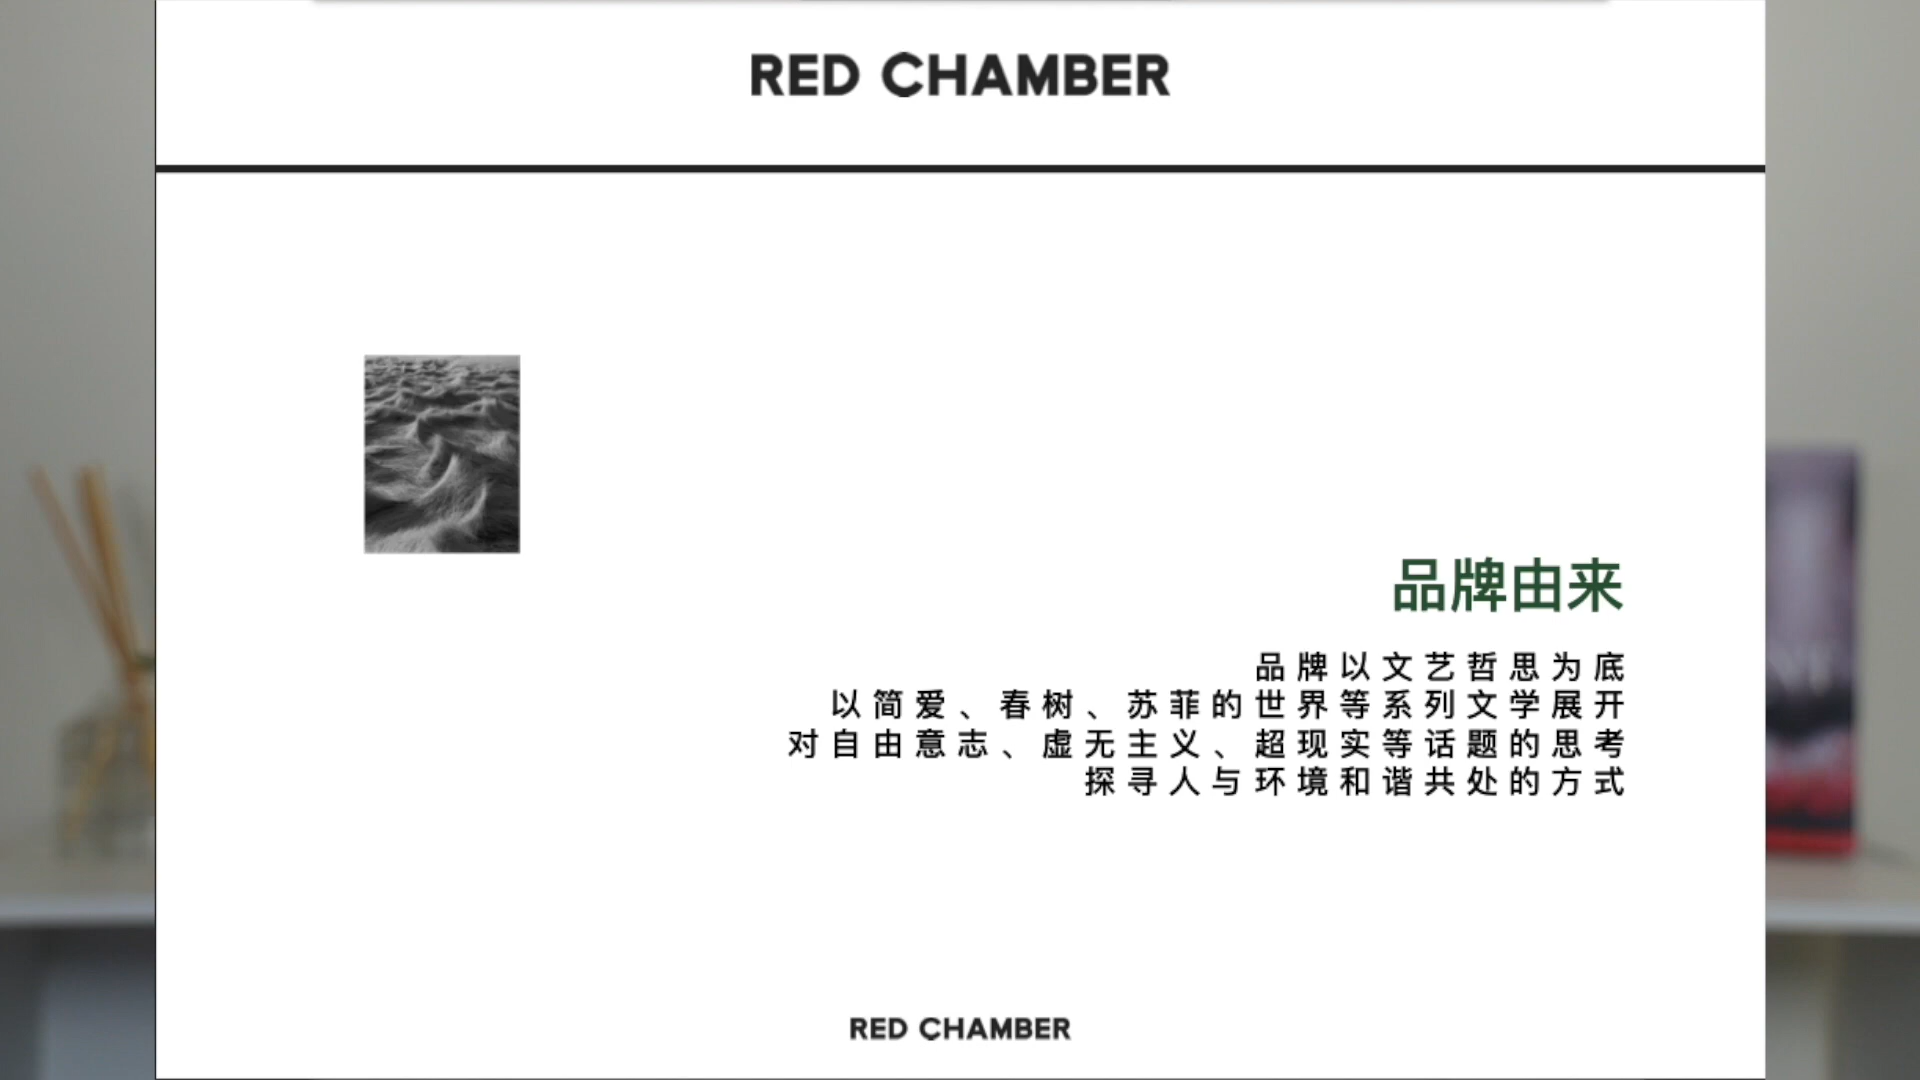 RED CHAMBER
品牌由来
品牌以文艺哲思为底
以简爱、春树、苏菲的世界等系列文学展开
对自由意志、虚无主义、超现实等话题的思考
探寻人与环境和谐共处的方式
RED CHAMBER